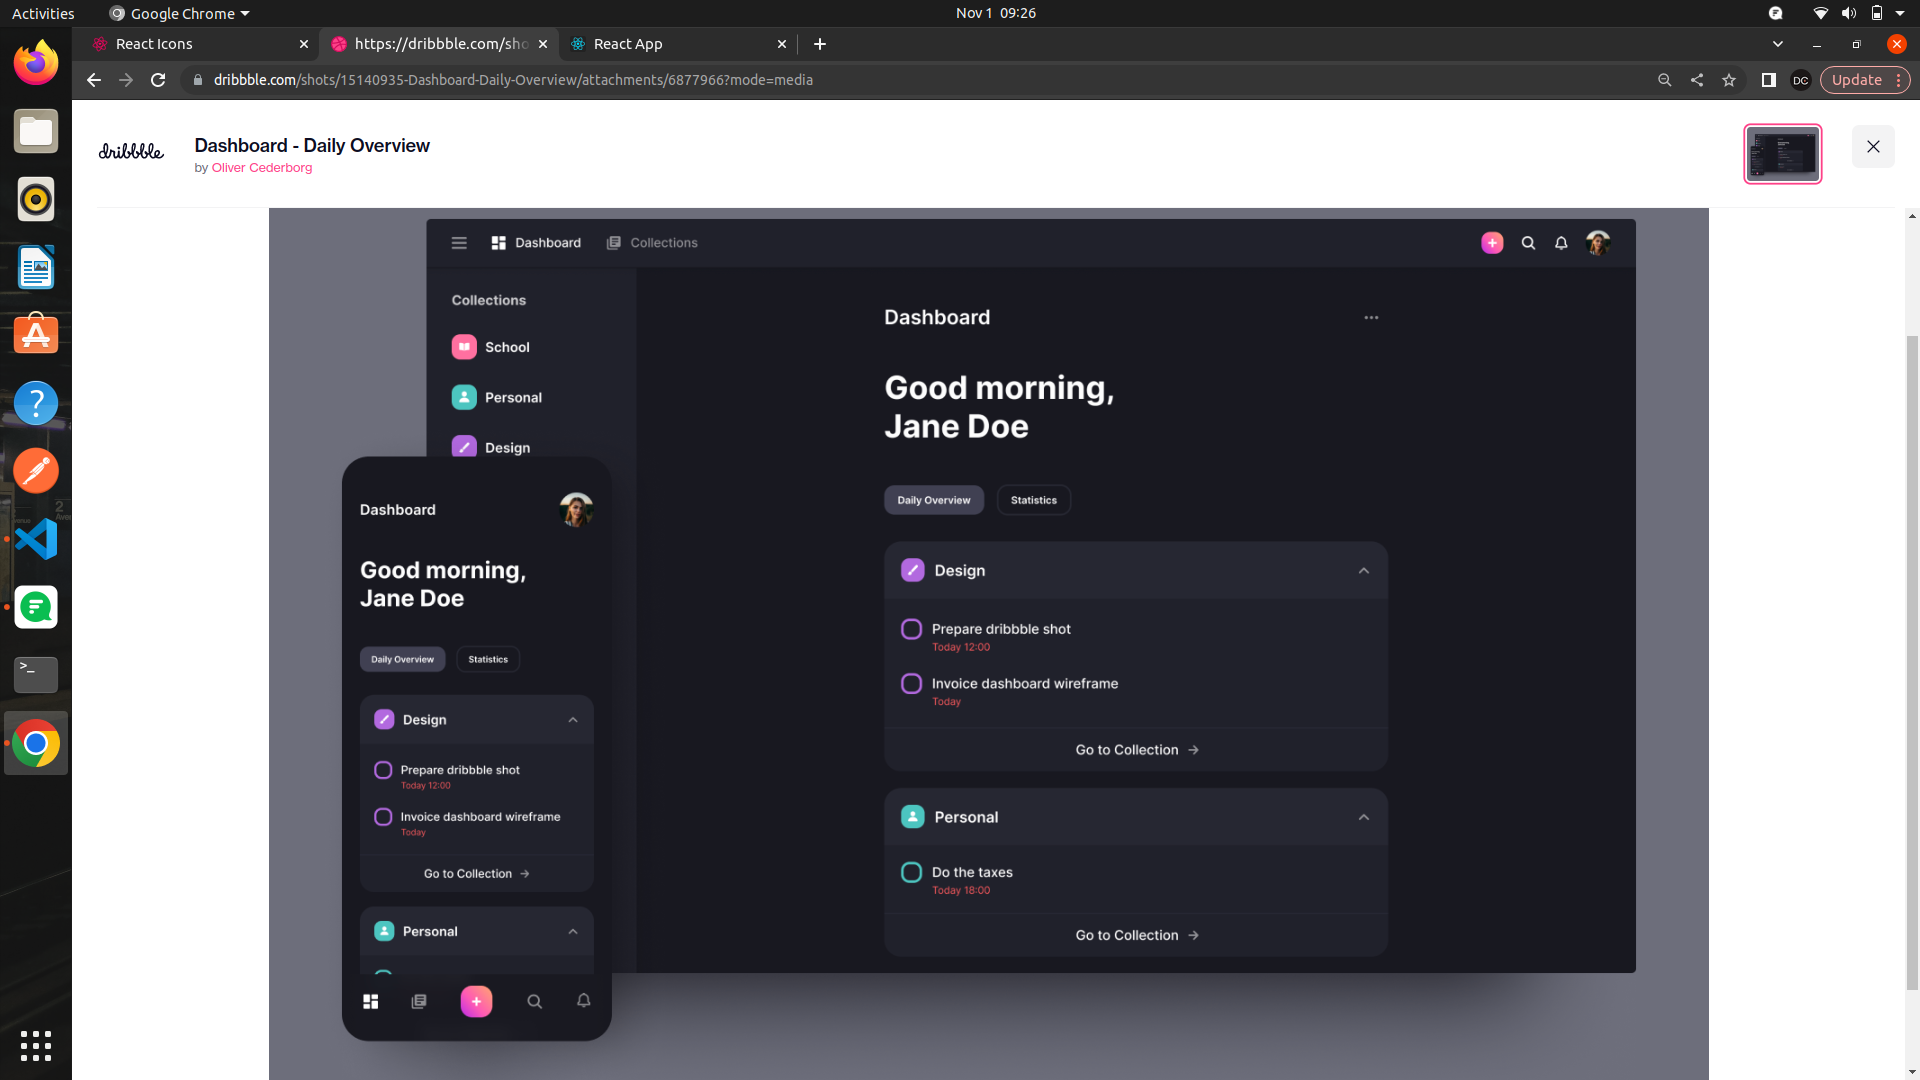 Activities
Google Chrome
Nov 1 09:26
React Icons
https://dribbble.com/sho
React App
dribbble.com/shots/15140935-Dashboard-Daily-Overview/attachments/6877966?mode=media
DC
Update
dribbble
Dashboard - Daily Overview
by Oliver Cederborg
Dashboard
Collections
Collections
School
Personal
Design
Dashboard
Good morning,
Jane Doe
Daily Overview
Statistics
Design
Prepare dribbble shot
Today 12:00
Invoice dashboard wireframe
Today
Go to Collection
Personal
Do the taxes
Today 18:00
Go to Collection
Dashboard
Good morning,
Jane Doe
Daily Overview
Statistics
Design
Prepare dribbble shot
Today 12:00
Invoice dashboard wireframe
Today
Go to Collection
Personal